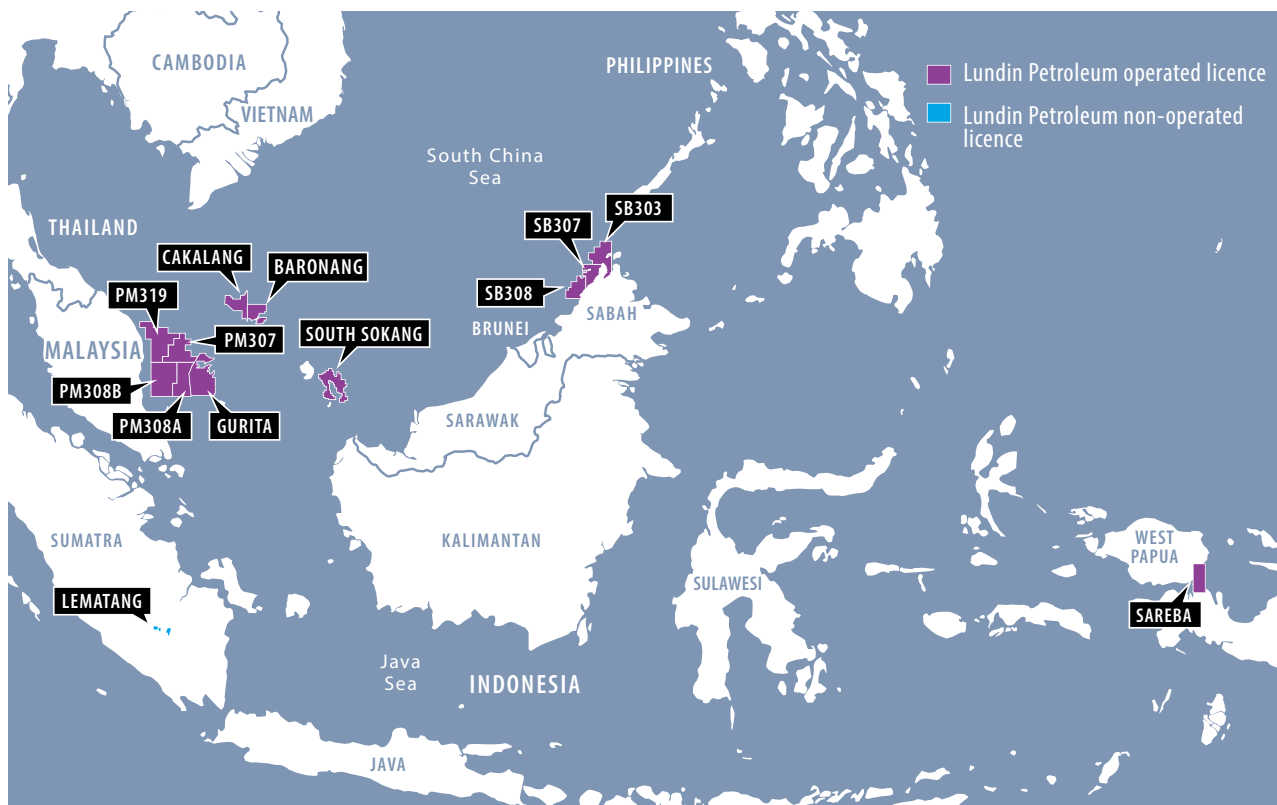 CAMBODIA
VIETNAM
PHILIPPINES
Lundin Petroleum operated licence
Lundin Petroleum non-operated
licence
South China
Sea
THAILAND
SB303
SB307
CAKALANG
BARONANG
SB308
PM319
SABAH
BRUNEI
SOUTH SOKANG
PM307
MALAYSIA
PM308B
PM308A
GURITA
SARAWAK
SUMATRA
KALIMANTAN
WEST
PAPUA
SULAWESI
LEMATANG
SAREBA
Java
Sea
INDONESIA
JAVA